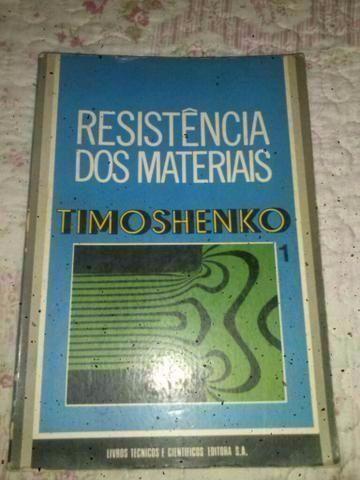 RESISTÊNCIA
DOS MATERIAIS
TIMOSHENKO
1
LIVROS TÉCNICOS E CIENTÍFICOS EDITORA S.A.